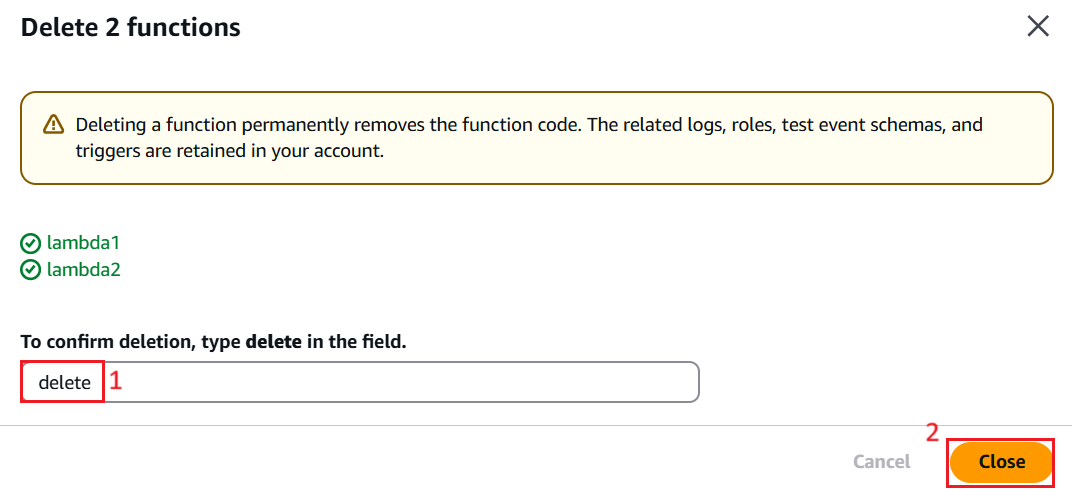 Delete 2 functions
Deleting a function permanently removes the function code. The related logs, roles, test event schemas, and
triggers are retained in your account.
lambda1
lambda2
To confirm deletion, type delete in the field.
delete 1
2
Cancel Close